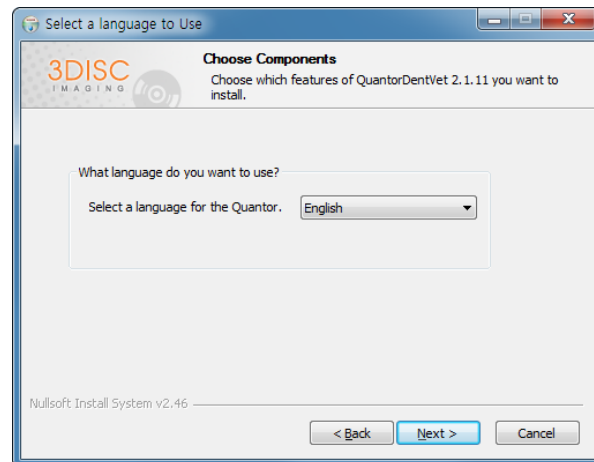 Select a language to Use
3DISC
IMAGING
Choose Components
Choose which features of QuantorDentVet 2.1.11 you want to
install.
What language do you want to use?
Select a language for the Quantor.
English
Nullsoft Install System v2.46
< Back
Next >
Cancel